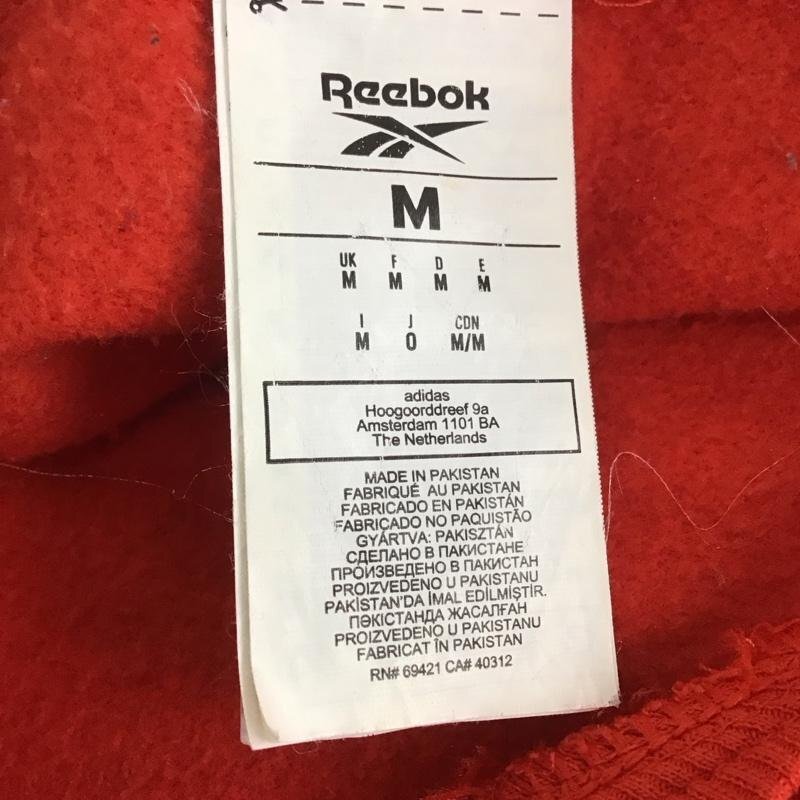 Reebok
M
UK F D E
M M M M
I J CDN
M O M/M
adidas
Hoogoorddreef 9a
Amsterdam 1101 BA
The Netherlands
MADE IN PAKISTAN
FABRIQUÉ AU PAKISTAN
FABRICADO EN PAKISTÁN
FABRICADO NO PAQUISTÃO
GYÁRTVA: PAKISZTÁN
СДЕЛАНО В ПАКИСТАНЕ
ПРОИЗВЕДЕНО В ПАКИСТАН
PROIZVEDENO U PAKISTANU
PAKİSTAN'DA İMAL EDİLMİŞTİR.
ПӘКІСТАНДА ЖАСАЛҒАН
PROIZVEDENO U PAKISTANU
FABRICAT ÎN PAKISTAN
RN# 69421 CA# 40312